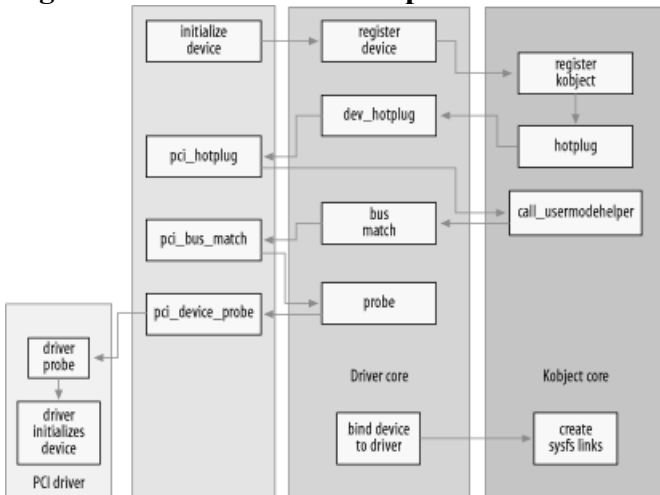 initialize
device
register
device
register
kobject
dev_hotplug
hotplug
pci_hotplug
call_usermodehelper
bus
match
pci_bus_match
probe
pci_device_probe
driver
probe
Driver core
Kobject core
driver
initializes
device
bind device
to driver
create
sysfs links
PCI driver